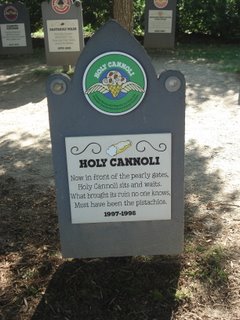 HOLY CANNOLI
HOLY CANNOLI
Now in front of the pearly gates,
Holy Cannoli sits and waits.
What brought its ruin no one knows,
Must have been the pistachios.
1997-1998